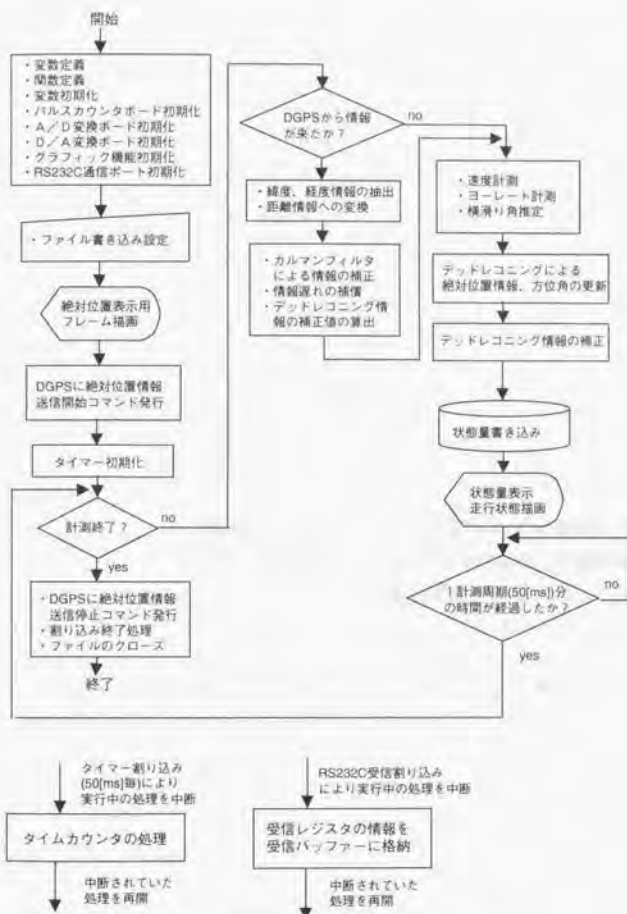 開始
・変数定義
・関数定義
・変数初期化
・パルスカウンタボード初期化
・A／D変換ボード初期化
・D／A変換ボード初期化
・グラフィック機能初期化
・RS232C通信ポート初期化
・ファイル書き込み設定
絶対位置表示用
フレーム描画
DGPSに絶対位置情報
送信開始コマンド発行
タイマー初期化
計測終了？
no
yes
・DGPSに絶対位置情報
送信停止コマンド発行
・割り込み終了処理
・ファイルのクローズ
終了
DGPSから情報
が来たか？
no
yes
・緯度、経度情報の抽出
・距離情報への変換
・カルマンフィルタ
による情報の補正
・情報遅れの補償
・デッドレコニング情
報の補正値の算出
・速度計測
・ヨーレート計測
・横滑り角推定
デッドレコニングによる
絶対位置情報、方位角の更新
デッドレコニング情報の補正
状態量書き込み
状態量表示
走行状態描画
１計測周期(50[ms])分
の時間が経過したか？
no
yes
タイマー割り込み
(50[ms]毎)により
実行中の処理を中断
タイムカウンタの処理
中断されていた
処理を再開
RS232C受信割り込み
により実行中の処理を中断
受信レジスタの情報を
受信バッファーに格納
中断されていた
処理を再開